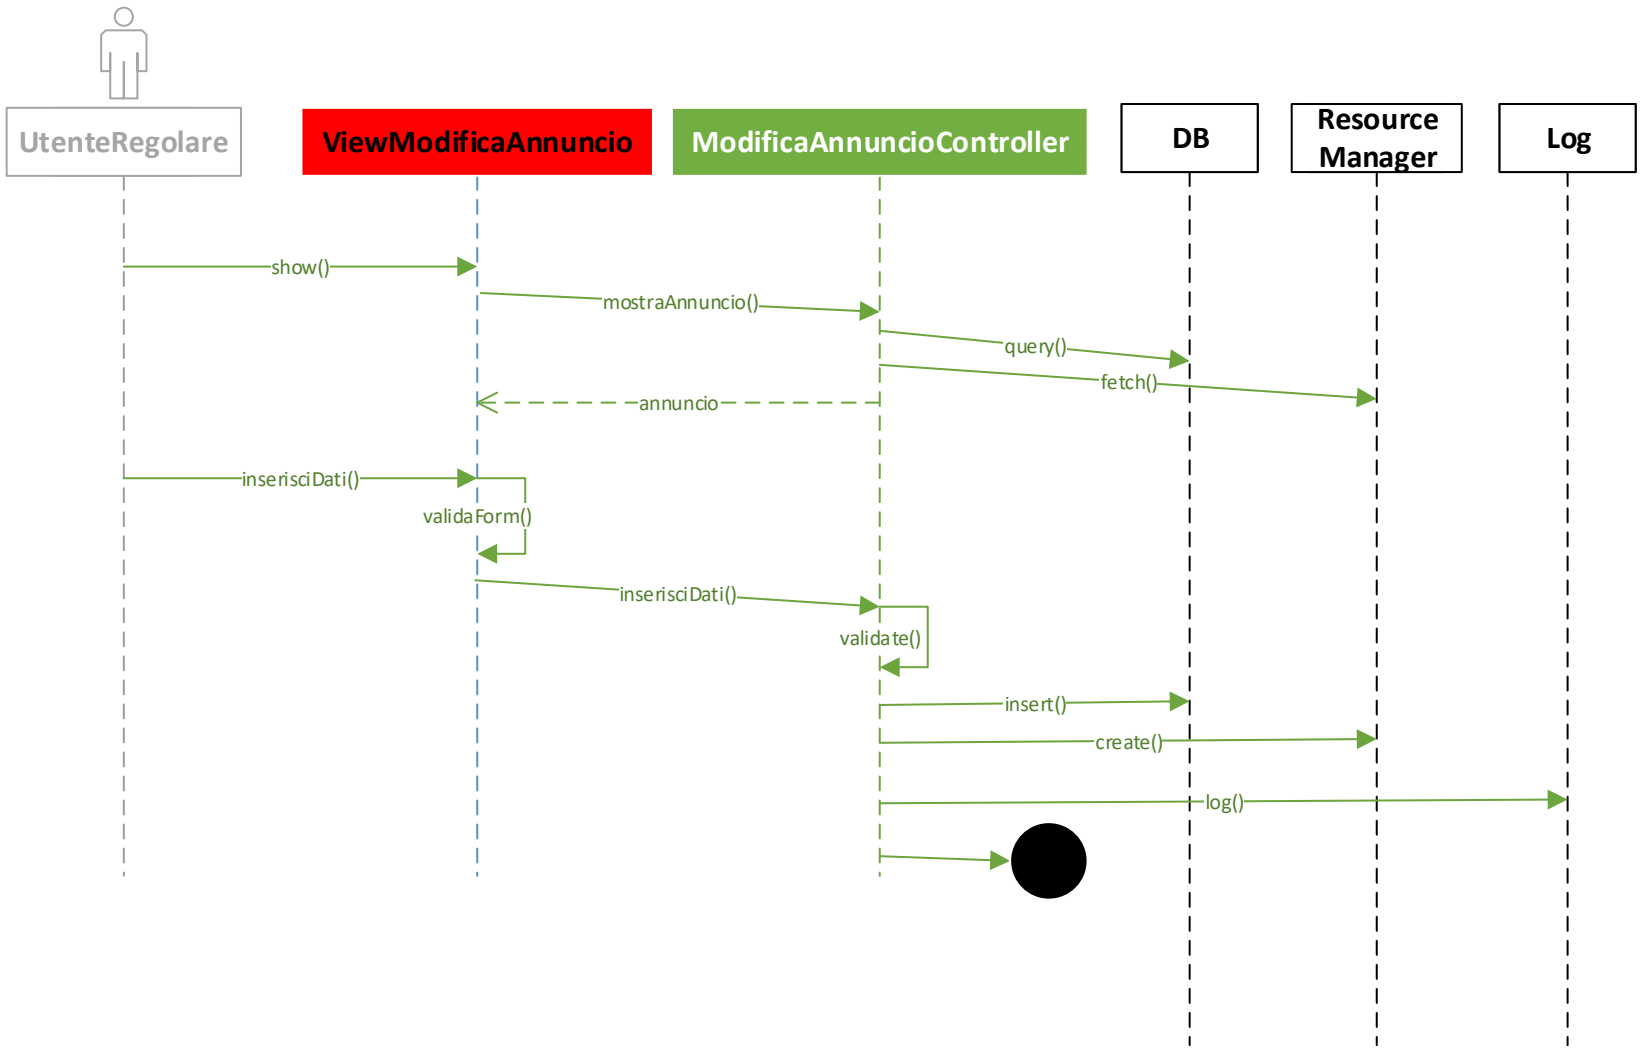 UtenteRegolare
ViewModificaAnnuncio
ModificaAnnuncioController
DB
Resource
Manager
Log
show()
mostraAnnuncio()
query()
fetch()
annuncio
inserisciDati()
validaForm()
inserisciDati()
validate()
insert()
create()
log()